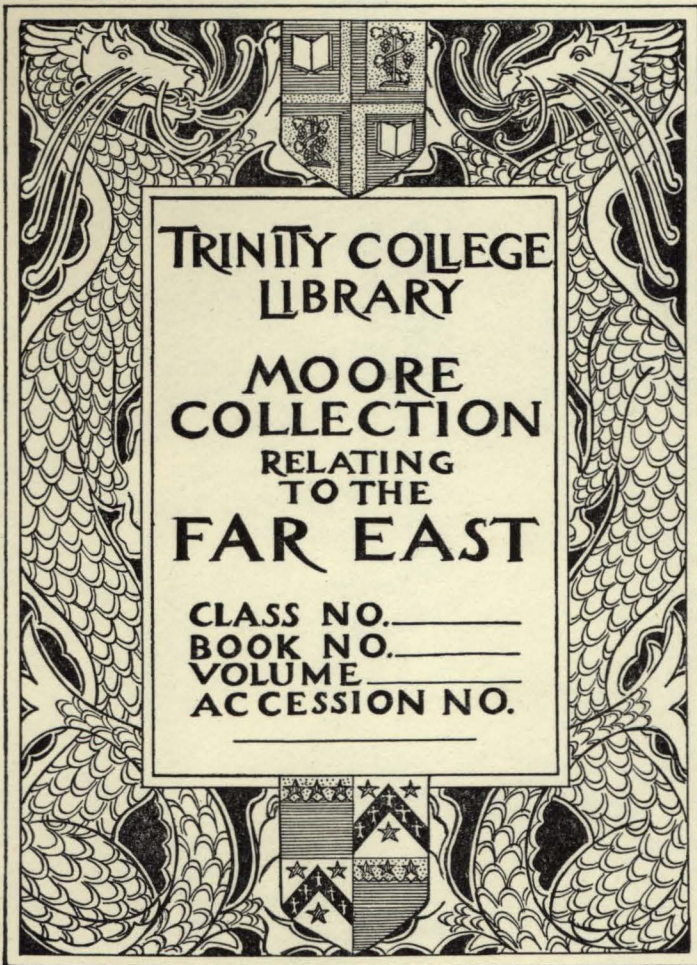 TRINITY COLLEGE
LIBRARY
MOORE
COLLECTION
RELATING
TO THE
FAR EAST
CLASS NO.
BOOK NO.
VOLUME
ACCESSION NO.